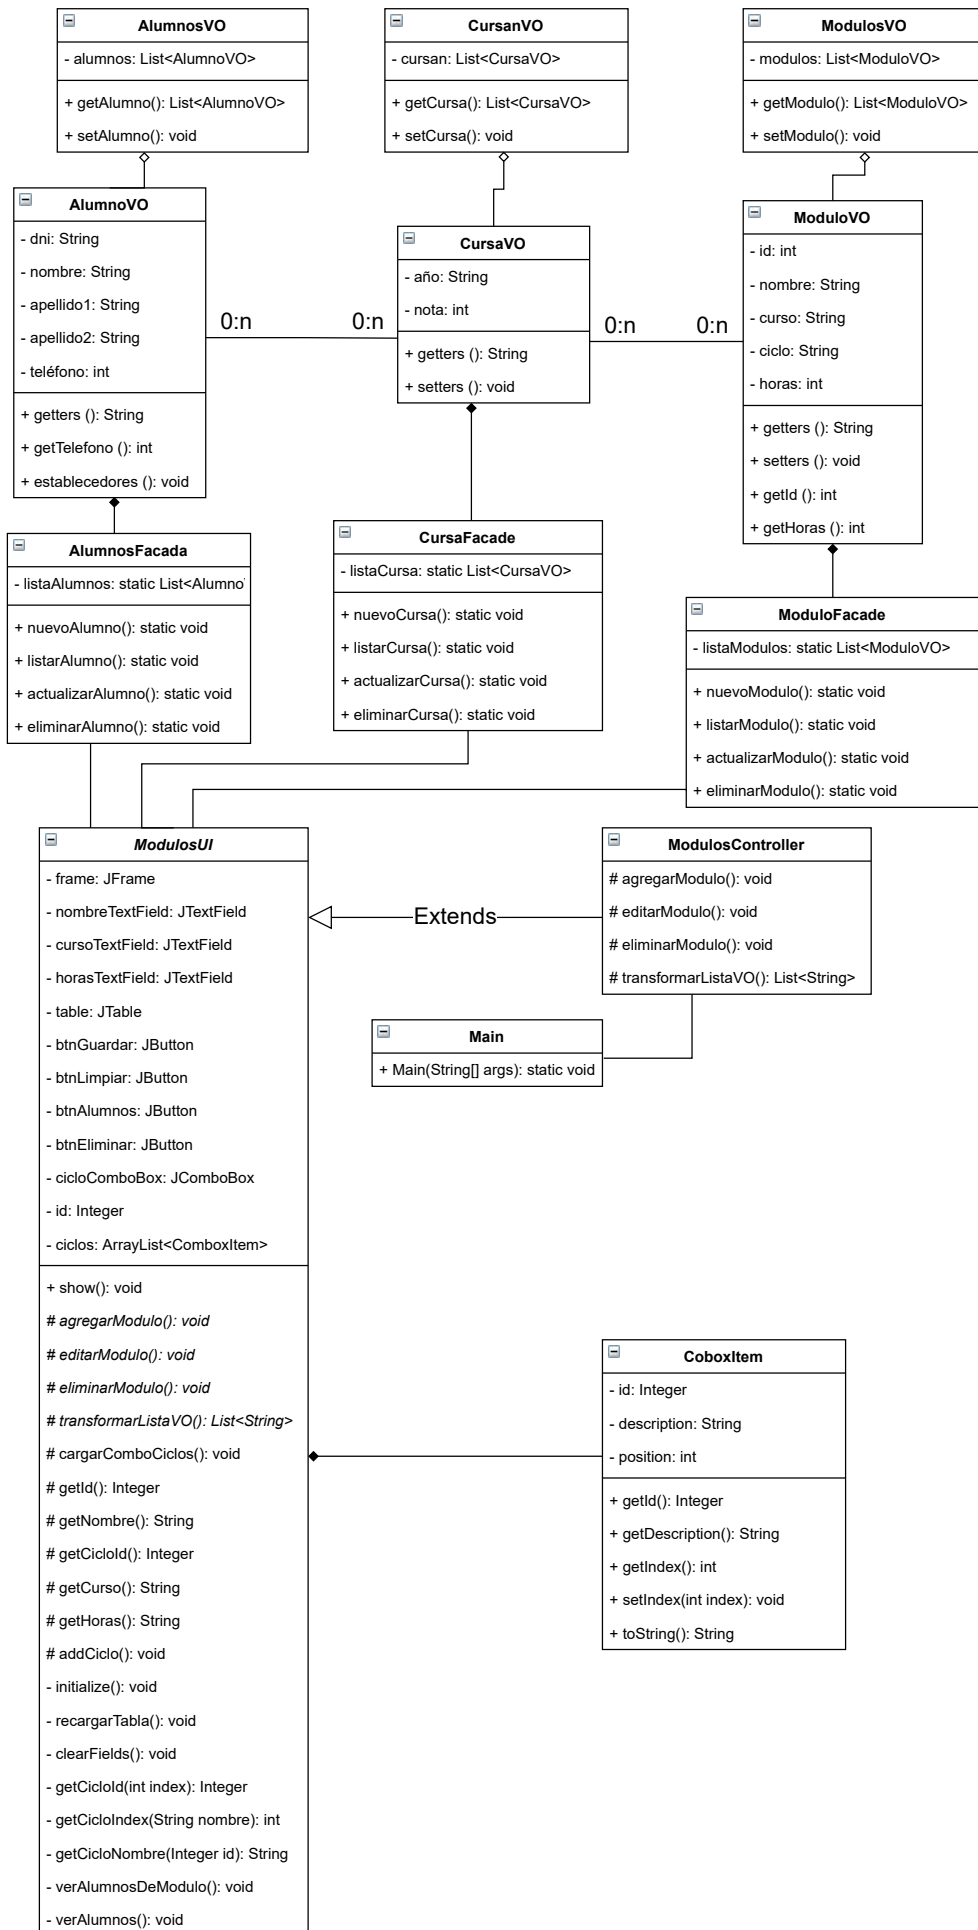 AlumnosVO
- alumnos: List<AlumnoVO>
+ getAlumno(): List<AlumnoVO>
+ setAlumno(): void
CursanVO
- cursan: List<CursaVO>
+ getCursa(): List<CursaVO>
+ setCursa(): void
ModulosVO
- modulos: List<ModuloVO>
+ getModulo(): List<ModuloVO>
+ setModulo(): void
AlumnoVO
- dni: String
- nombre: String
- apellido1: String
- apellido2: String
- teléfono: int
+ getters (): String
+ getTelefono (): int
+ establecedores (): void
0:n
0:n
CursaVO
- año: String
- nota: int
+ getters (): String
+ setters (): void
0:n
0:n
ModuloVO
- id: int
- nombre: String
- curso: String
- ciclo: String
- horas: int
+ getters (): String
+ setters (): void
+ getId (): int
+ getHoras (): int
AlumnosFacada
- listaAlumnos: static List<Alumno
+ nuevoAlumno(): static void
+ listarAlumno(): static void
+ actualizarAlumno(): static void
+ eliminarAlumno(): static void
CursaFacade
- listaCursa: static List<CursaVO>
+ nuevoCursa(): static void
+ listarCursa(): static void
+ actualizarCursa(): static void
+ eliminarCursa(): static void
ModuloFacade
- listaModulos: static List<ModuloVO>
+ nuevoModulo(): static void
+ listarModulo(): static void
+ actualizarModulo(): static void
+ eliminarModulo(): static void
ModulosUI
- frame: JFrame
- nombreTextField: JTextField
- cursoTextField: JTextField
- horasTextField: JTextField
- table: JTable
- btnGuardar: JButton
- btnLimpiar: JButton
- btnAlumnos: JButton
- btnEliminar: JButton
- cicloComboBox: JComboBox
- id: Integer
- ciclos: ArrayList<ComboxItem>
+ show(): void
# agregarModulo(): void
# editarModulo(): void
# eliminarModulo(): void
# transformarListaVO(): List<String>
# cargarComboCiclos(): void
# getId(): Integer
# getNombre(): String
# getCicloId(): Integer
# getCurso(): String
# getHoras(): String
# addCiclo(): void
- initialize(): void
- recargarTabla(): void
- clearFields(): void
- getCicloId(int index): Integer
- getCicloIndex(String nombre): int
- getCicloNombre(Integer id): String
- verAlumnosDeModulo(): void
- verAlumnos(): void
Extends
ModulosController
# agregarModulo(): void
# editarModulo(): void
# eliminarModulo(): void
# transformarListaVO(): List<String>
Main
+ Main(String[] args): static void
CoboxItem
- id: Integer
- description: String
- position: int
+ getId(): Integer
+ getDescription(): String
+ getIndex(): int
+ setIndex(int index): void
+ toString(): String